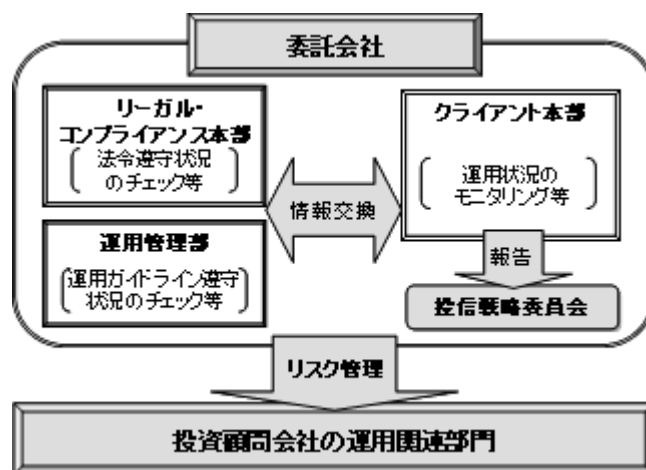 委託会社
リーガル・
コンプライアンス本部
法令遵守状況
のチェック等
運用管理部
運用ガイドライン遵守
状況のチェック等
情報交換
クライアント本部
運用状況の
モニタリング等
報告
投信戦略委員会
リスク管理
投資顧問会社の運用関連部門